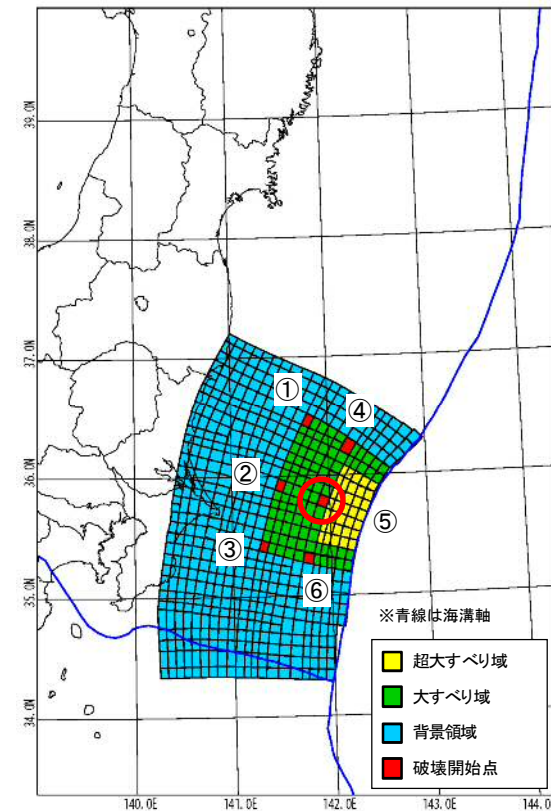 39.0N
38.0N
37.0N
①
④
36.0N
②
⑤
③
⑥
35.0N
※青線は海溝軸
超大すべり域
大すべり域
34.0N
背景領域
破壊開始点
140.0E
141.0E
142.0E
143.0E
144.0